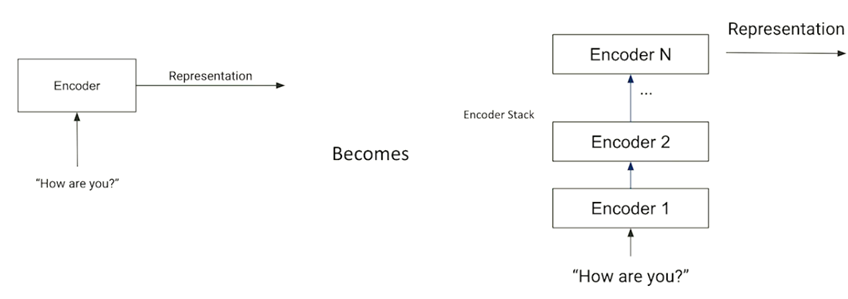 Encoder
Representation
“How are you?”
Becomes
Representation
Encoder N
...
Encoder Stack
Encoder 2
Encoder 1
“How are you?”